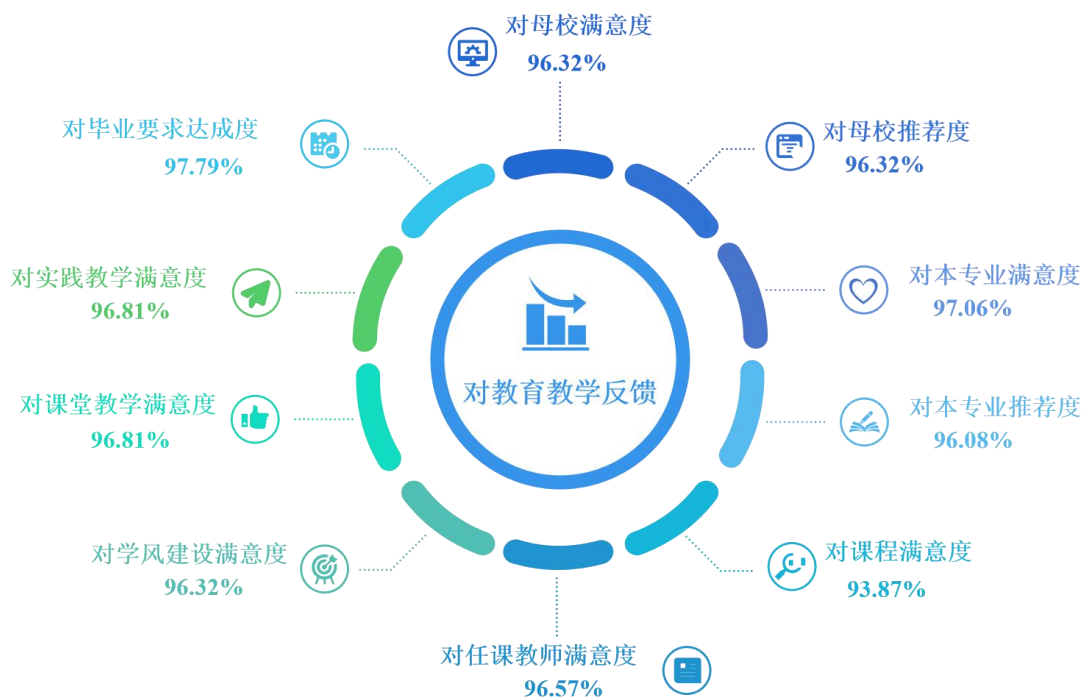 对母校满意度
96.32%
对母校推荐度
96.32%
对本专业满意度
97.06%
对本专业推荐度
96.08%
对课程满意度
93.87%
对任课教师满意度
96.57%
对学风建设满意度
96.32%
对课堂教学满意度
96.81%
对实践教学满意度
96.81%
对毕业要求达成度
97.79%
对教育教学反馈